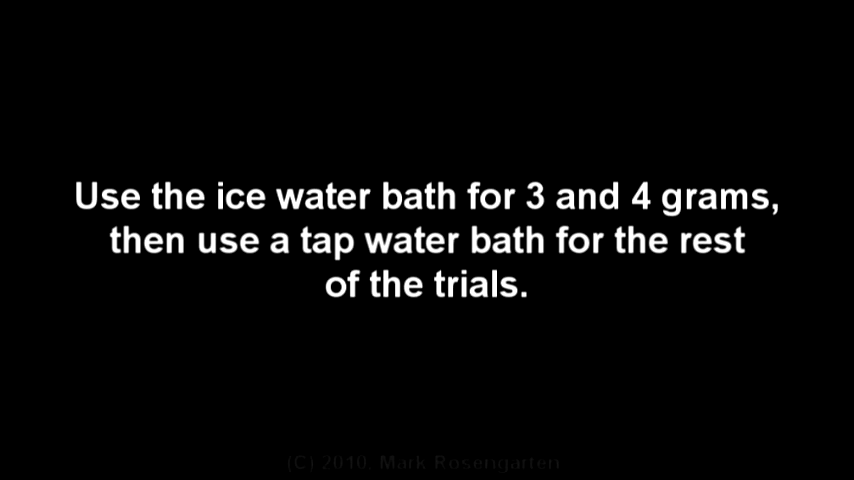 Use the ice water bath for 3 and 4 grams,
then use a tap water bath for the rest
of the trials.
(C) 2010, Mark Rosengarten